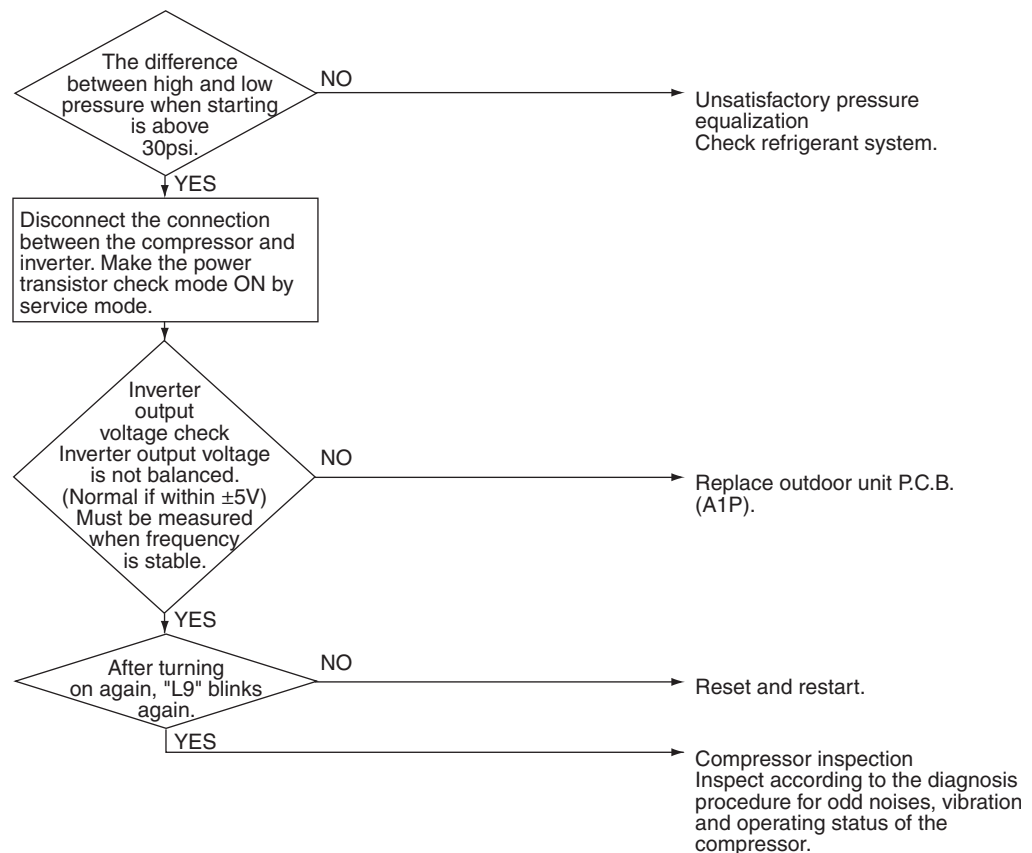 The difference
between high and low
pressure when starting
is above
30psi.
NO
Unsatisfactory pressure
equalization
Check refrigerant system.
YES
Disconnect the connection
between the compressor and
inverter. Make the power
transistor check mode ON by
service mode.
Inverter
output
voltage check
Inverter output voltage
is not balanced.
(Normal if within ±5V)
Must be measured
when frequency
is stable.
NO
Replace outdoor unit P.C.B.
(A1P).
YES
After turning
on again, "L9" blinks
again.
NO
Reset and restart.
YES
Compressor inspection
Inspect according to the diagnosis
procedure for odd noises, vibration
and operating status of the
compressor.